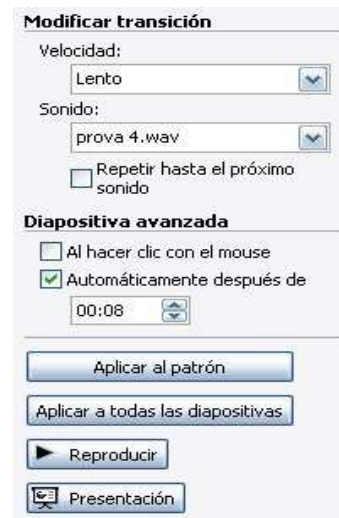 Modificar transición
Velocidad:
Lento
Sonido:
prova 4.wav
Repetir hasta el próximo
sonido
Diapositiva avanzada
Al hacer clic con el mouse
Automáticamente después de
00:08
Aplicar al patrón
Aplicar a todas las diapositivas
Reproducir
Presentación